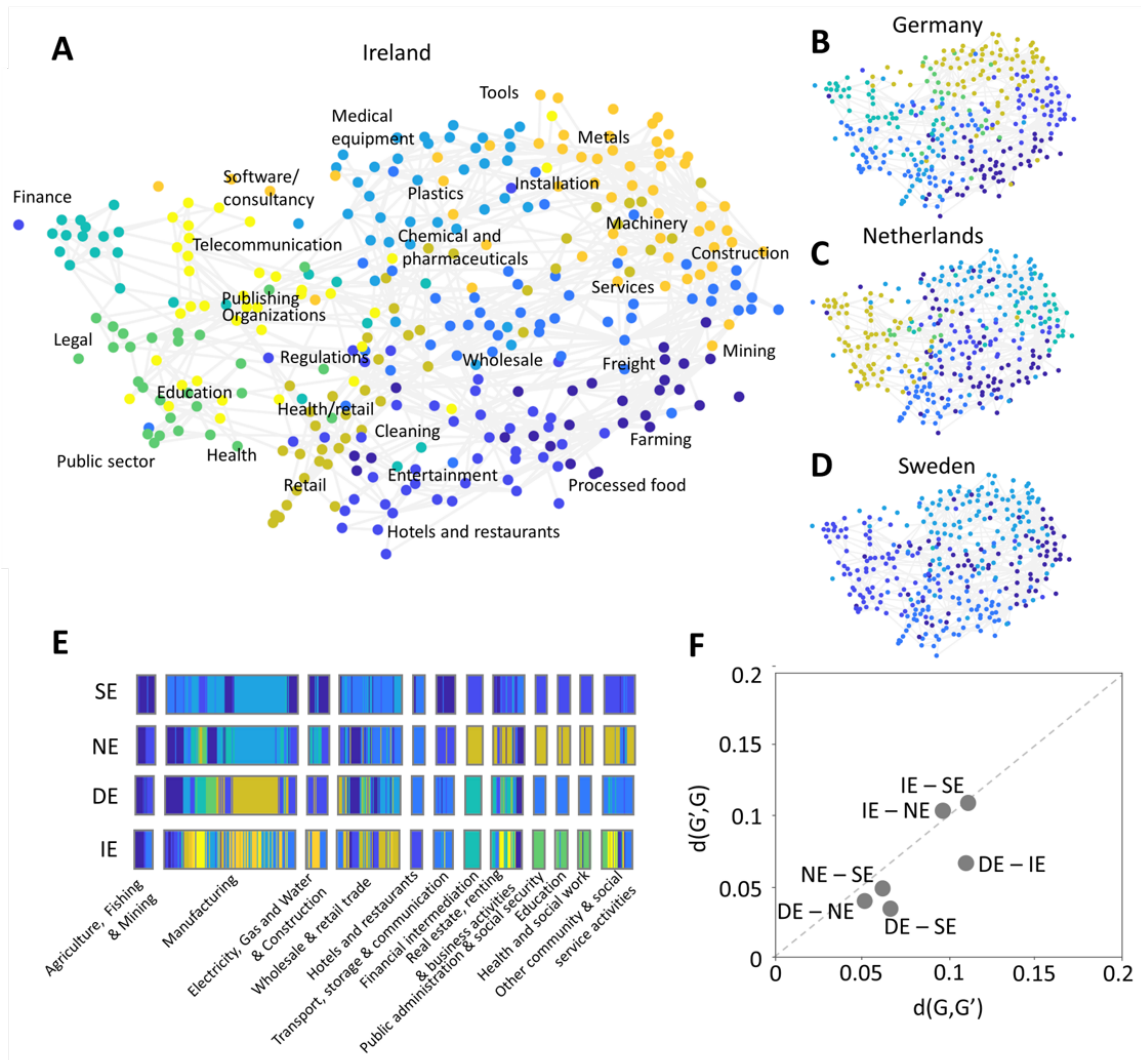 A
Ireland
Tools
Medical
equipment
Metals
Software/
consultancy
Plastics
Installation
Finance
Machinery
Telecommunication
Chemical and
pharmaceuticals
Construction
Services
Publishing
Organizations
Legal
Regulations
Wholesale
Freight
Mining
Education
Health/retail
Cleaning
Farming
Public sector
Health
Retail
Entertainment
Processed food
Hotels and restaurants
B
Germany
C
Netherlands
D
Sweden
E
SE
NE
DE
IE
Agriculture, Fishing
& Mining
Manufacturing
Electricity, Gas and Water
& Construction
Wholesale & retail trade
Hotels and restaurants
Transport, storage & communication
Financial intermediation
Real estate, renting
& business activities
Public administration & social security
Education
Health and social work
Other community & social
service activities
F
0.2
0.15
0.1
0.05
0
d(G',G)
IE – SE
IE – NE
DE – IE
NE – SE
DE – NE
DE – SE
0
0.05
0.1
0.2
d(G,G')